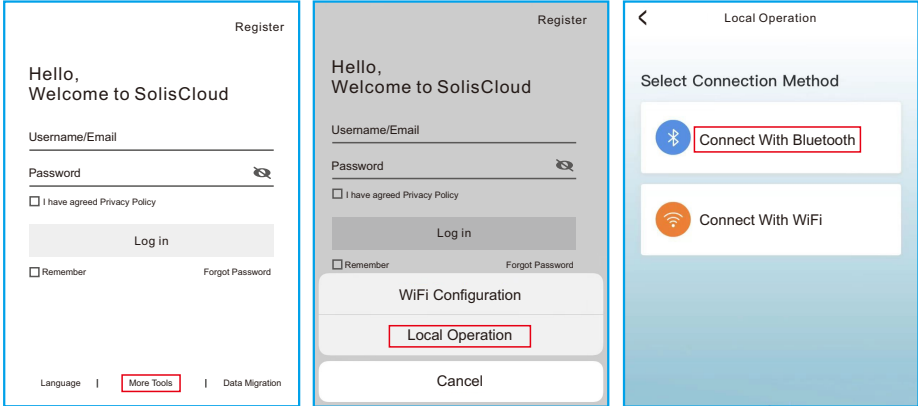 Register
Hello,
Welcome to SolisCloud
Username/Email
Password
I have agreed Privacy Policy
Log in
Remember Forgot Password
Language | More Tools | Data Migration
Register
Hello,
Welcome to SolisCloud
Username/Email
Password
I have agreed Privacy Policy
Log in
Remember Forgot Password
WiFi Configuration
Local Operation
Cancel
Local Operation
Select Connection Method
Connect With Bluetooth
Connect With WiFi